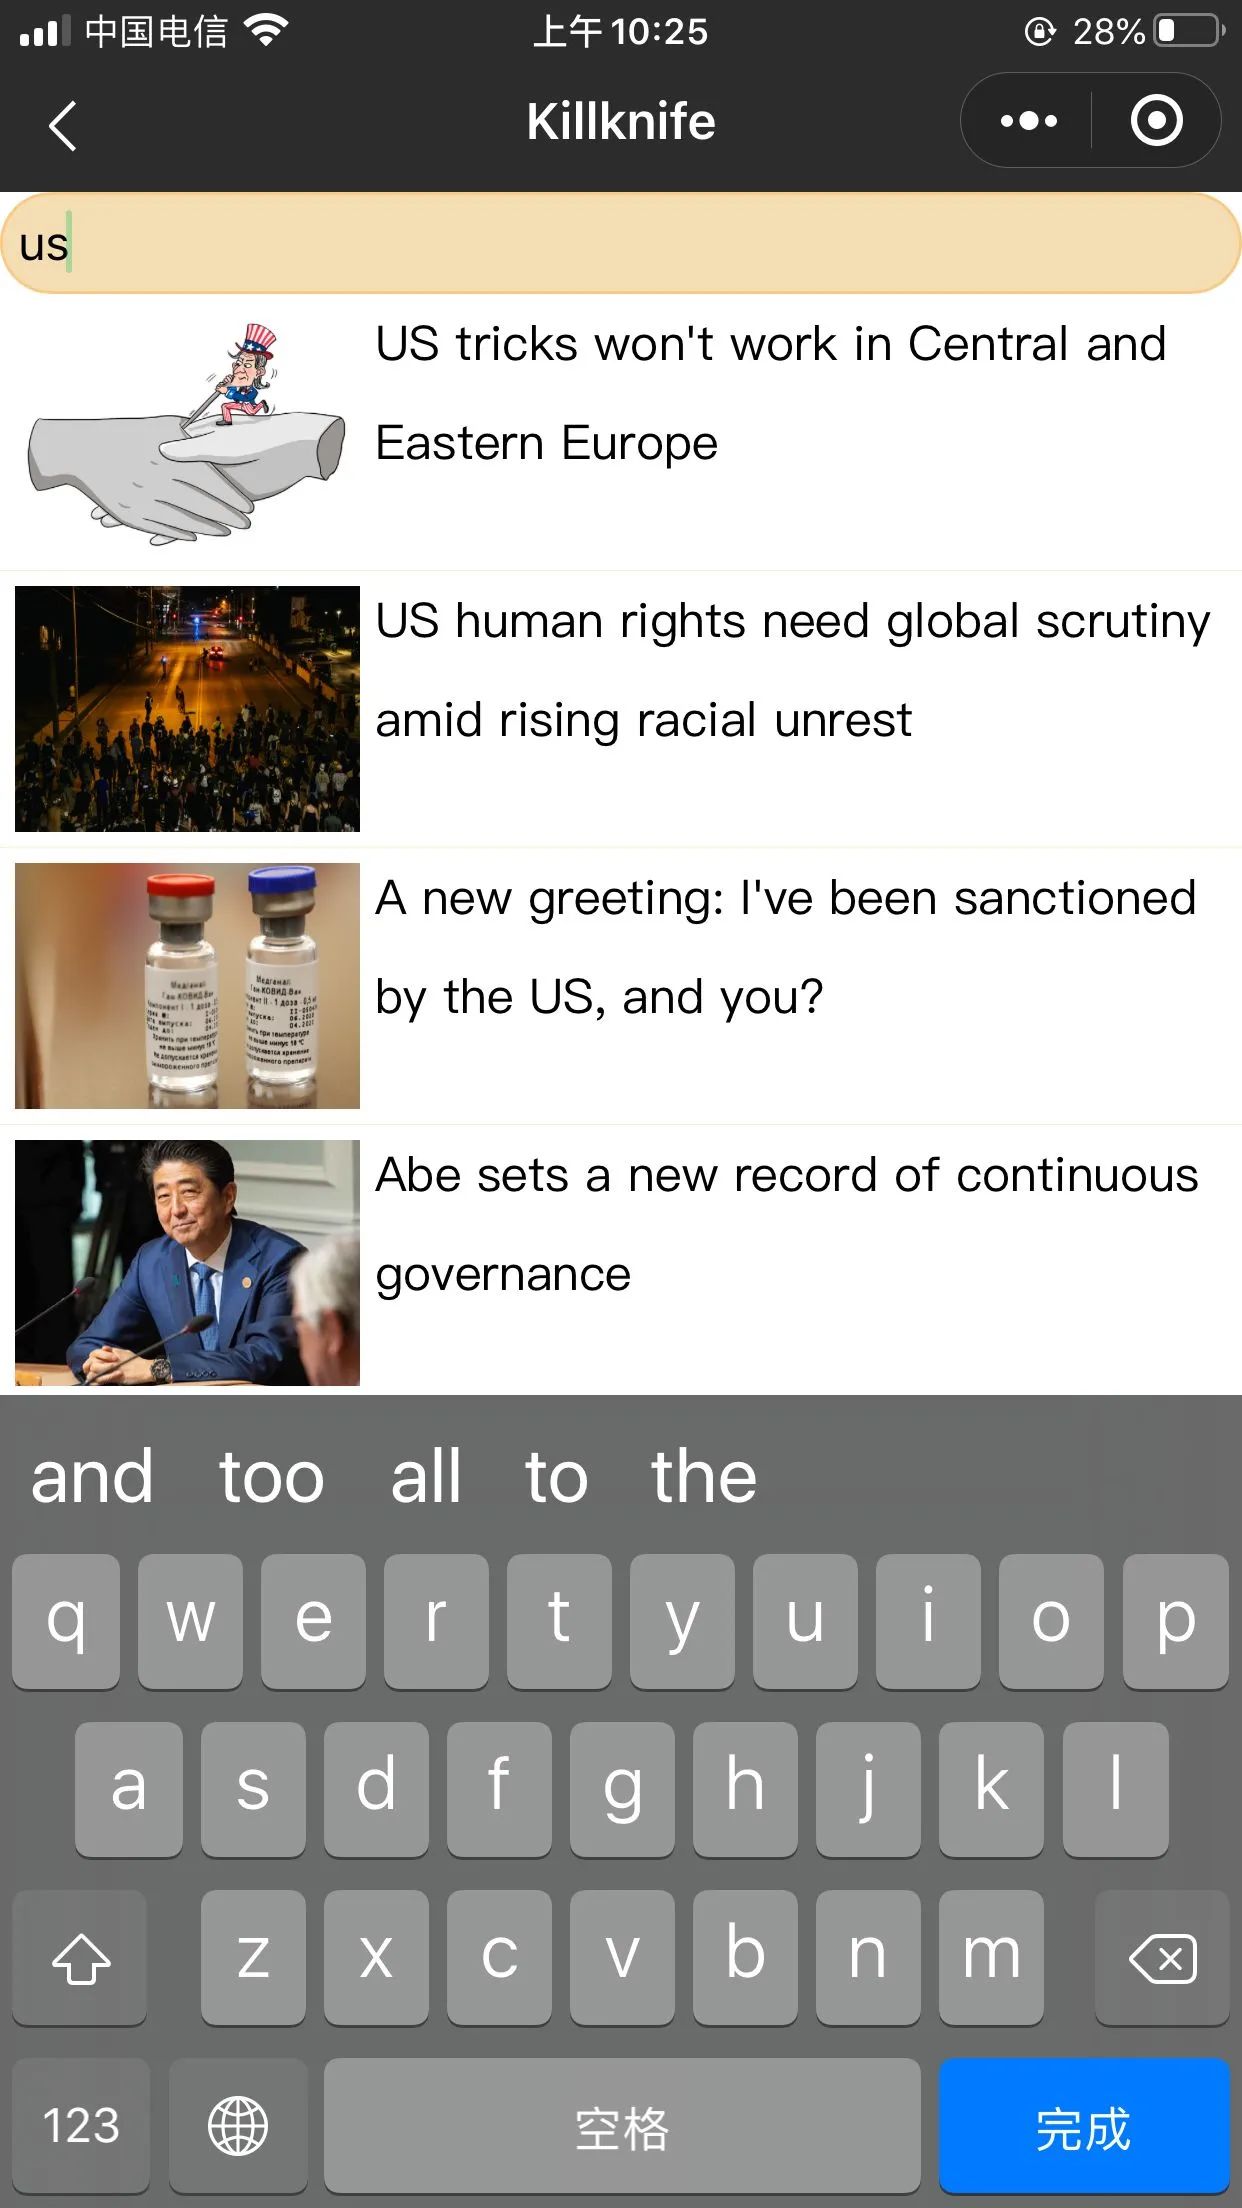 中国电信
上午10:25
28%
Killknife
us
US tricks won't work in Central and
Eastern Europe
US human rights need global scrutiny
amid rising racial unrest
A new greeting: I've been sanctioned
by the US, and you?
Abe sets a new record of continuous
governance
and too all to the
q w e r t y u i o p
a s d f g h j k l
z x c v b n m
123 空格 完成